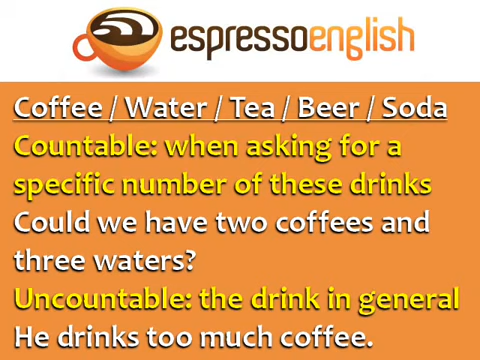 espressoenglish
Coffee / Water / Tea / Beer / Soda
Countable: when asking for a
specific number of these drinks
Could we have two coffees and
three waters?
Uncountable: the drink in general
He drinks too much coffee.